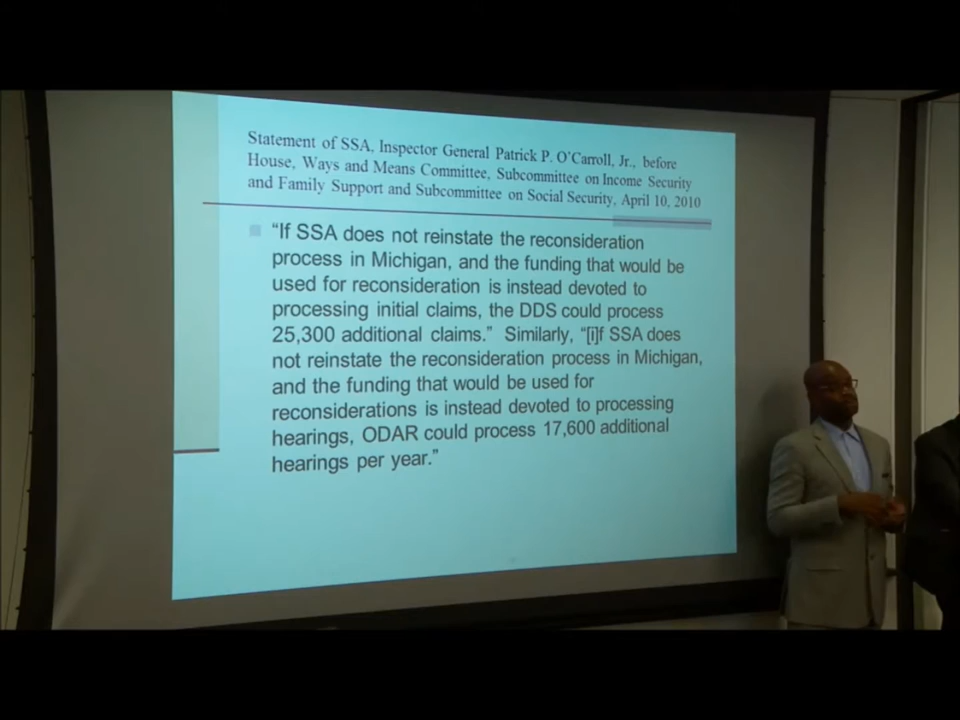 Statement of SSA, Inspector General Patrick P. O'Carroll, Jr., before
House, Ways and Means Committee, Subcommittee on Income Security
and Family Support and Subcommittee on Social Security, April 10, 2010
“If SSA does not reinstate the reconsideration
process in Michigan, and the funding that would be
used for reconsideration is instead devoted to
processing initial claims, the DDS could process
25,300 additional claims.” Similarly, “[i]f SSA does
not reinstate the reconsideration process in Michigan,
and the funding that would be used for
reconsiderations is instead devoted to processing
hearings, ODAR could process 17,600 additional
hearings per year.”